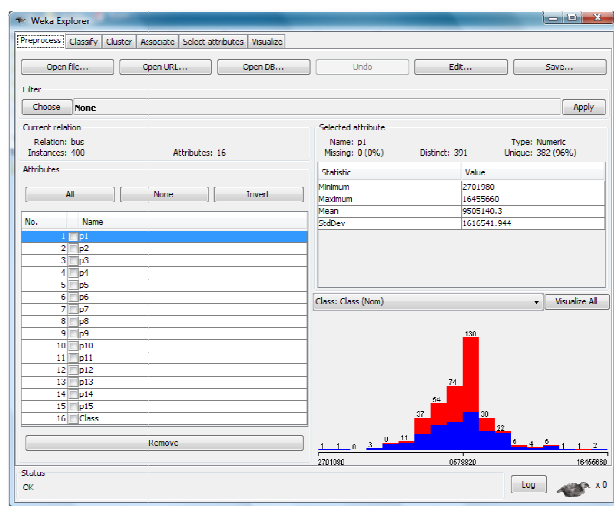 Weka Explorer
Preprocess Classify Cluster Associate Select attributes Visualize
Open file... Open URL... Open DB... Undo Edit... Save...
Filter
Choose None Apply
Current relation
Relation: bus
Instances: 400 Attributes: 16
Selected attribute
Name: p1 Type: Numeric
Missing: 0 (0%) Distinct: 391 Unique: 382 (96%)
Attributes
All None Invert
Statistic Value
Minimum 2701980
Maximum 16455660
Mean 9505140.3
StdDev 1616541.944
No. Name
1 p1
2 p2
3 p3
4 p4
5 p5
6 p6
7 p7
8 p8
9 p9
10 p10
11 p11
12 p12
13 p13
14 p14
15 p15
16 Class
Remove
Class: Class (Nom) Visualize All
1 1 0 3 11 37 54 74 130 30 22 6 4 6 1 1 2
Status
OK
Log x 0